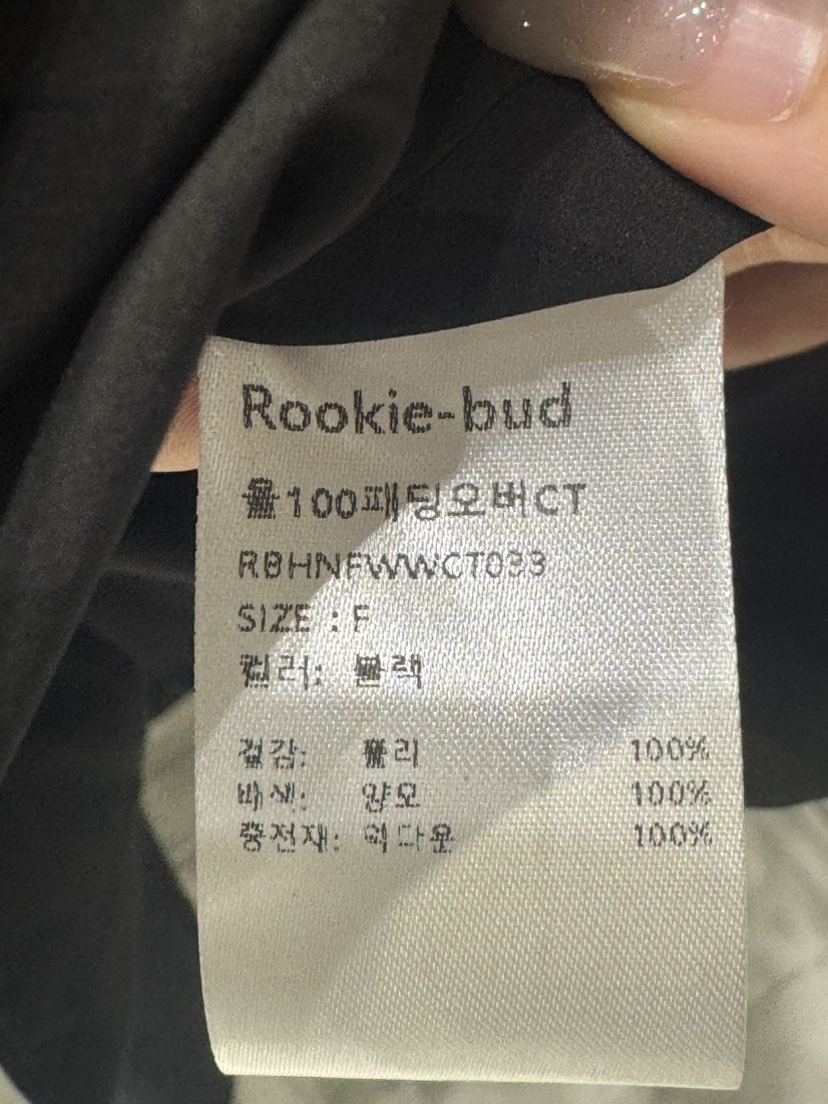 Rookie-bud
울100패딩오버CT
RBHNFWWCT033
SIZE : F
컬러: 블랙
겉감: 폴리 100%
배색: 양모 100%
충전재: 덕다운 100%